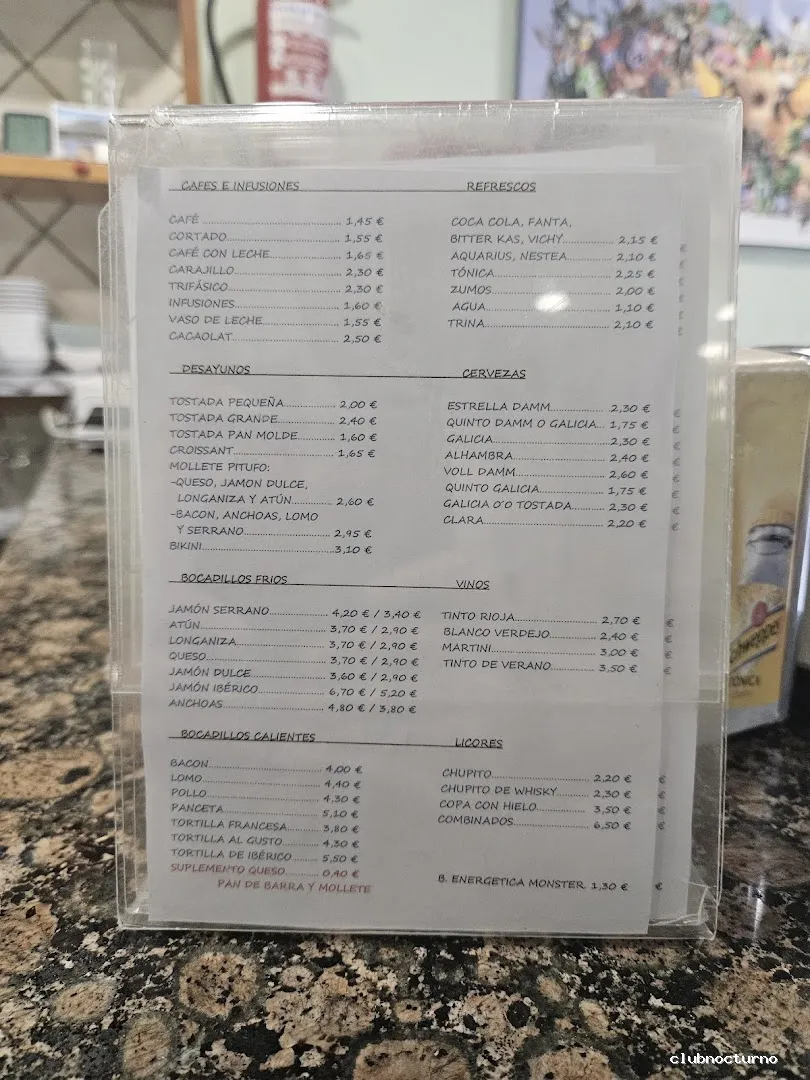 CAFES E INFUSIONES
CAFÉ 1,45 €
CORTADO 1,55 €
CAFÉ CON LECHE 1,65 €
CARAJILLO 2,30 €
TRIFÁSICO 2,30 €
INFUSIONES 1,60 €
VASO DE LECHE 1,55 €
CACAOLAT 2,50 €
DESAYUNOS
TOSTADA PEQUEÑA 2,00 €
TOSTADA GRANDE 2,40 €
TOSTADA PAN MOLDE 1,60 €
CROISSANT 1,65 €
MOLLETE PITUFO:
-QUESO, JAMON DULCE,
LONGANIZA Y ATÚN 2,60 €
-BACON, ANCHOAS, LOMO
Y SERRANO 2,95 €
BIKINI 3,10 €
BOCADILLOS FRIOS
JAMÓN SERRANO 4,20 € / 3,40 €
ATÚN 3,70 € / 2,90 €
LONGANIZA 3,70 € / 2,90 €
QUESO 3,70 € / 2,90 €
JAMÓN DULCE 3,60 € / 2,90 €
JAMÓN IBÉRICO 6,70 € / 5,20 €
ANCHOAS 4,80 € / 3,80 €
BOCADILLOS CALIENTES
BACON 4,00 €
LOMO 4,40 €
POLLO 4,30 €
PANCETA 5,10 €
TORTILLA FRANCESA 3,80 €
TORTILLA AL GUSTO 4,30 €
TORTILLA DE IBÉRICO 5,50 €
SUPLEMENTO QUESO 0,40 €
PAN DE BARRA Y MOLLETE
REFRESCOS
COCA COLA, FANTA,
BITTER KAS, VICHY 2,15 €
AQUARIUS, NESTEA 2,10 €
TÓNICA 2,25 €
ZUMOS 2,00 €
AGUA 1,10 €
TRINA 2,10 €
CERVEZAS
ESTRELLA DAMM 2,30 €
QUINTO DAMM O GALICIA 1,75 €
GALICIA 2,30 €
ALHAMBRA 2,40 €
VOLL DAMM 2,60 €
QUINTO GALICIA 1,75 €
GALICIA 0'0 TOSTADA 2,30 €
CLARA 2,20 €
VINOS
TINTO RIOJA 2,70 €
BLANCO VERDEJO 2,40 €
MARTINI 3,00 €
TINTO DE VERANO 3,50 €
LICORES
CHUPITO 2,20 €
CHUPITO DE WHISKY 2,30 €
COPA CON HIELO 3,50 €
COMBINADOS 6,50 €
B. ENERGETICA MONSTER 1,30 €
Schweppes
TÓNICA
clubnocturno